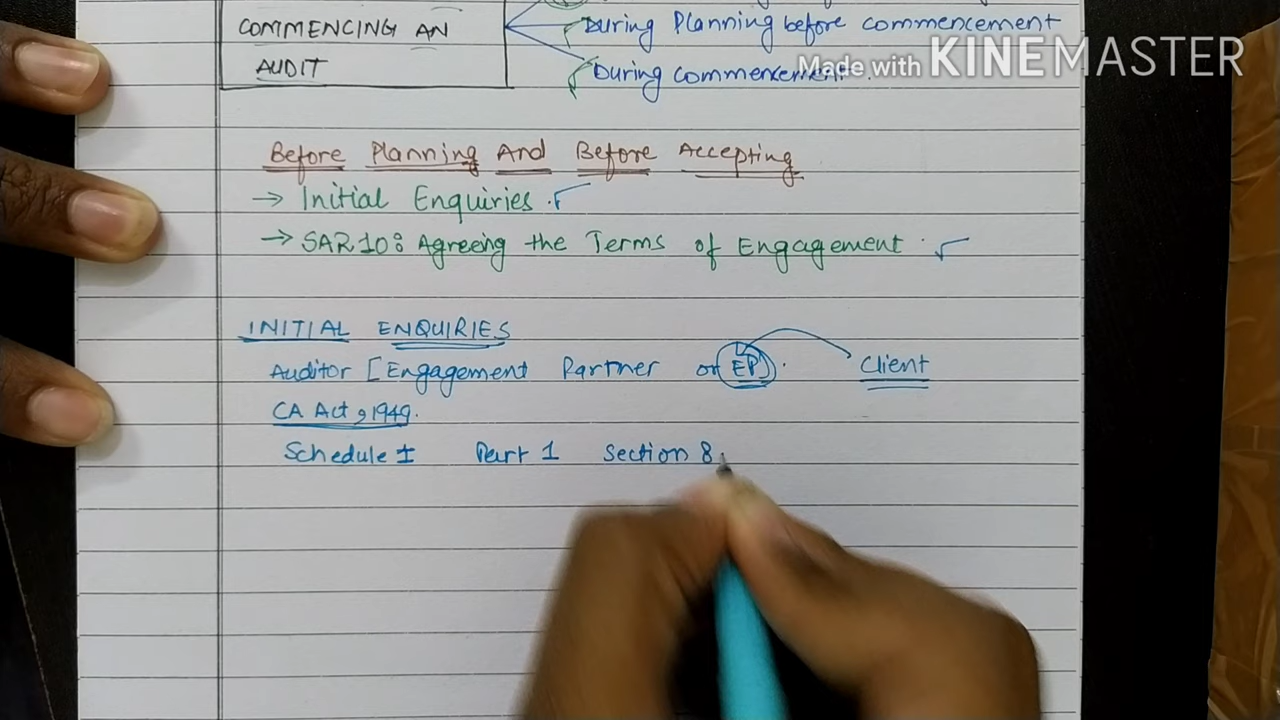 COMMENCING AN
AUDIT
During Planning before commencement
During commencement.
Made with KINEMASTER
Before Planning And Before Accepting
→ Initial Enquiries.
→ SAR10: Agreeing the Terms of Engagement.
INITIAL ENQUIRIES
Auditor [Engagement Partner or EP]. Client
CA Act, 1949.
Schedule I Part 1 Section 8